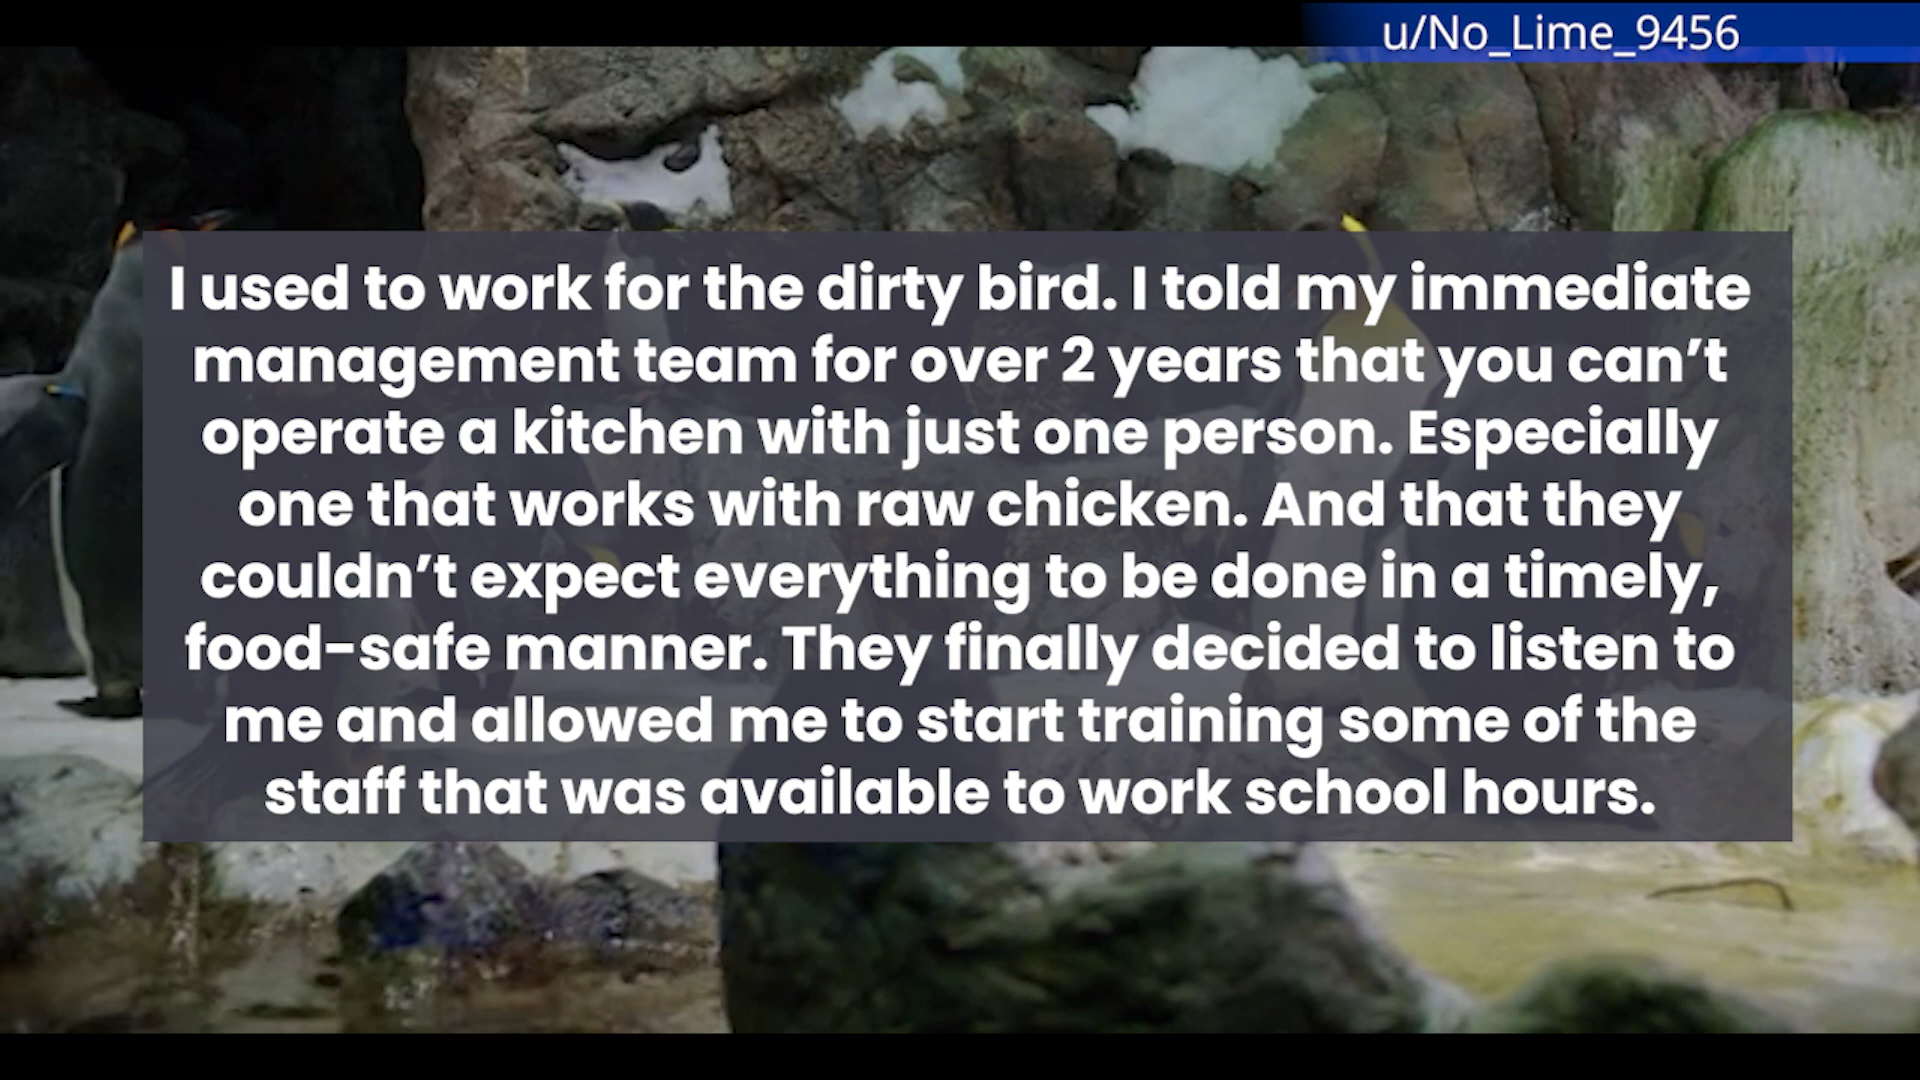 u/No_Lime_9456
I used to work for the dirty bird. I told my immediate
management team for over 2 years that you can’t
operate a kitchen with just one person. Especially
one that works with raw chicken. And that they
couldn’t expect everything to be done in a timely,
food-safe manner. They finally decided to listen to
me and allowed me to start training some of the
staff that was available to work school hours.